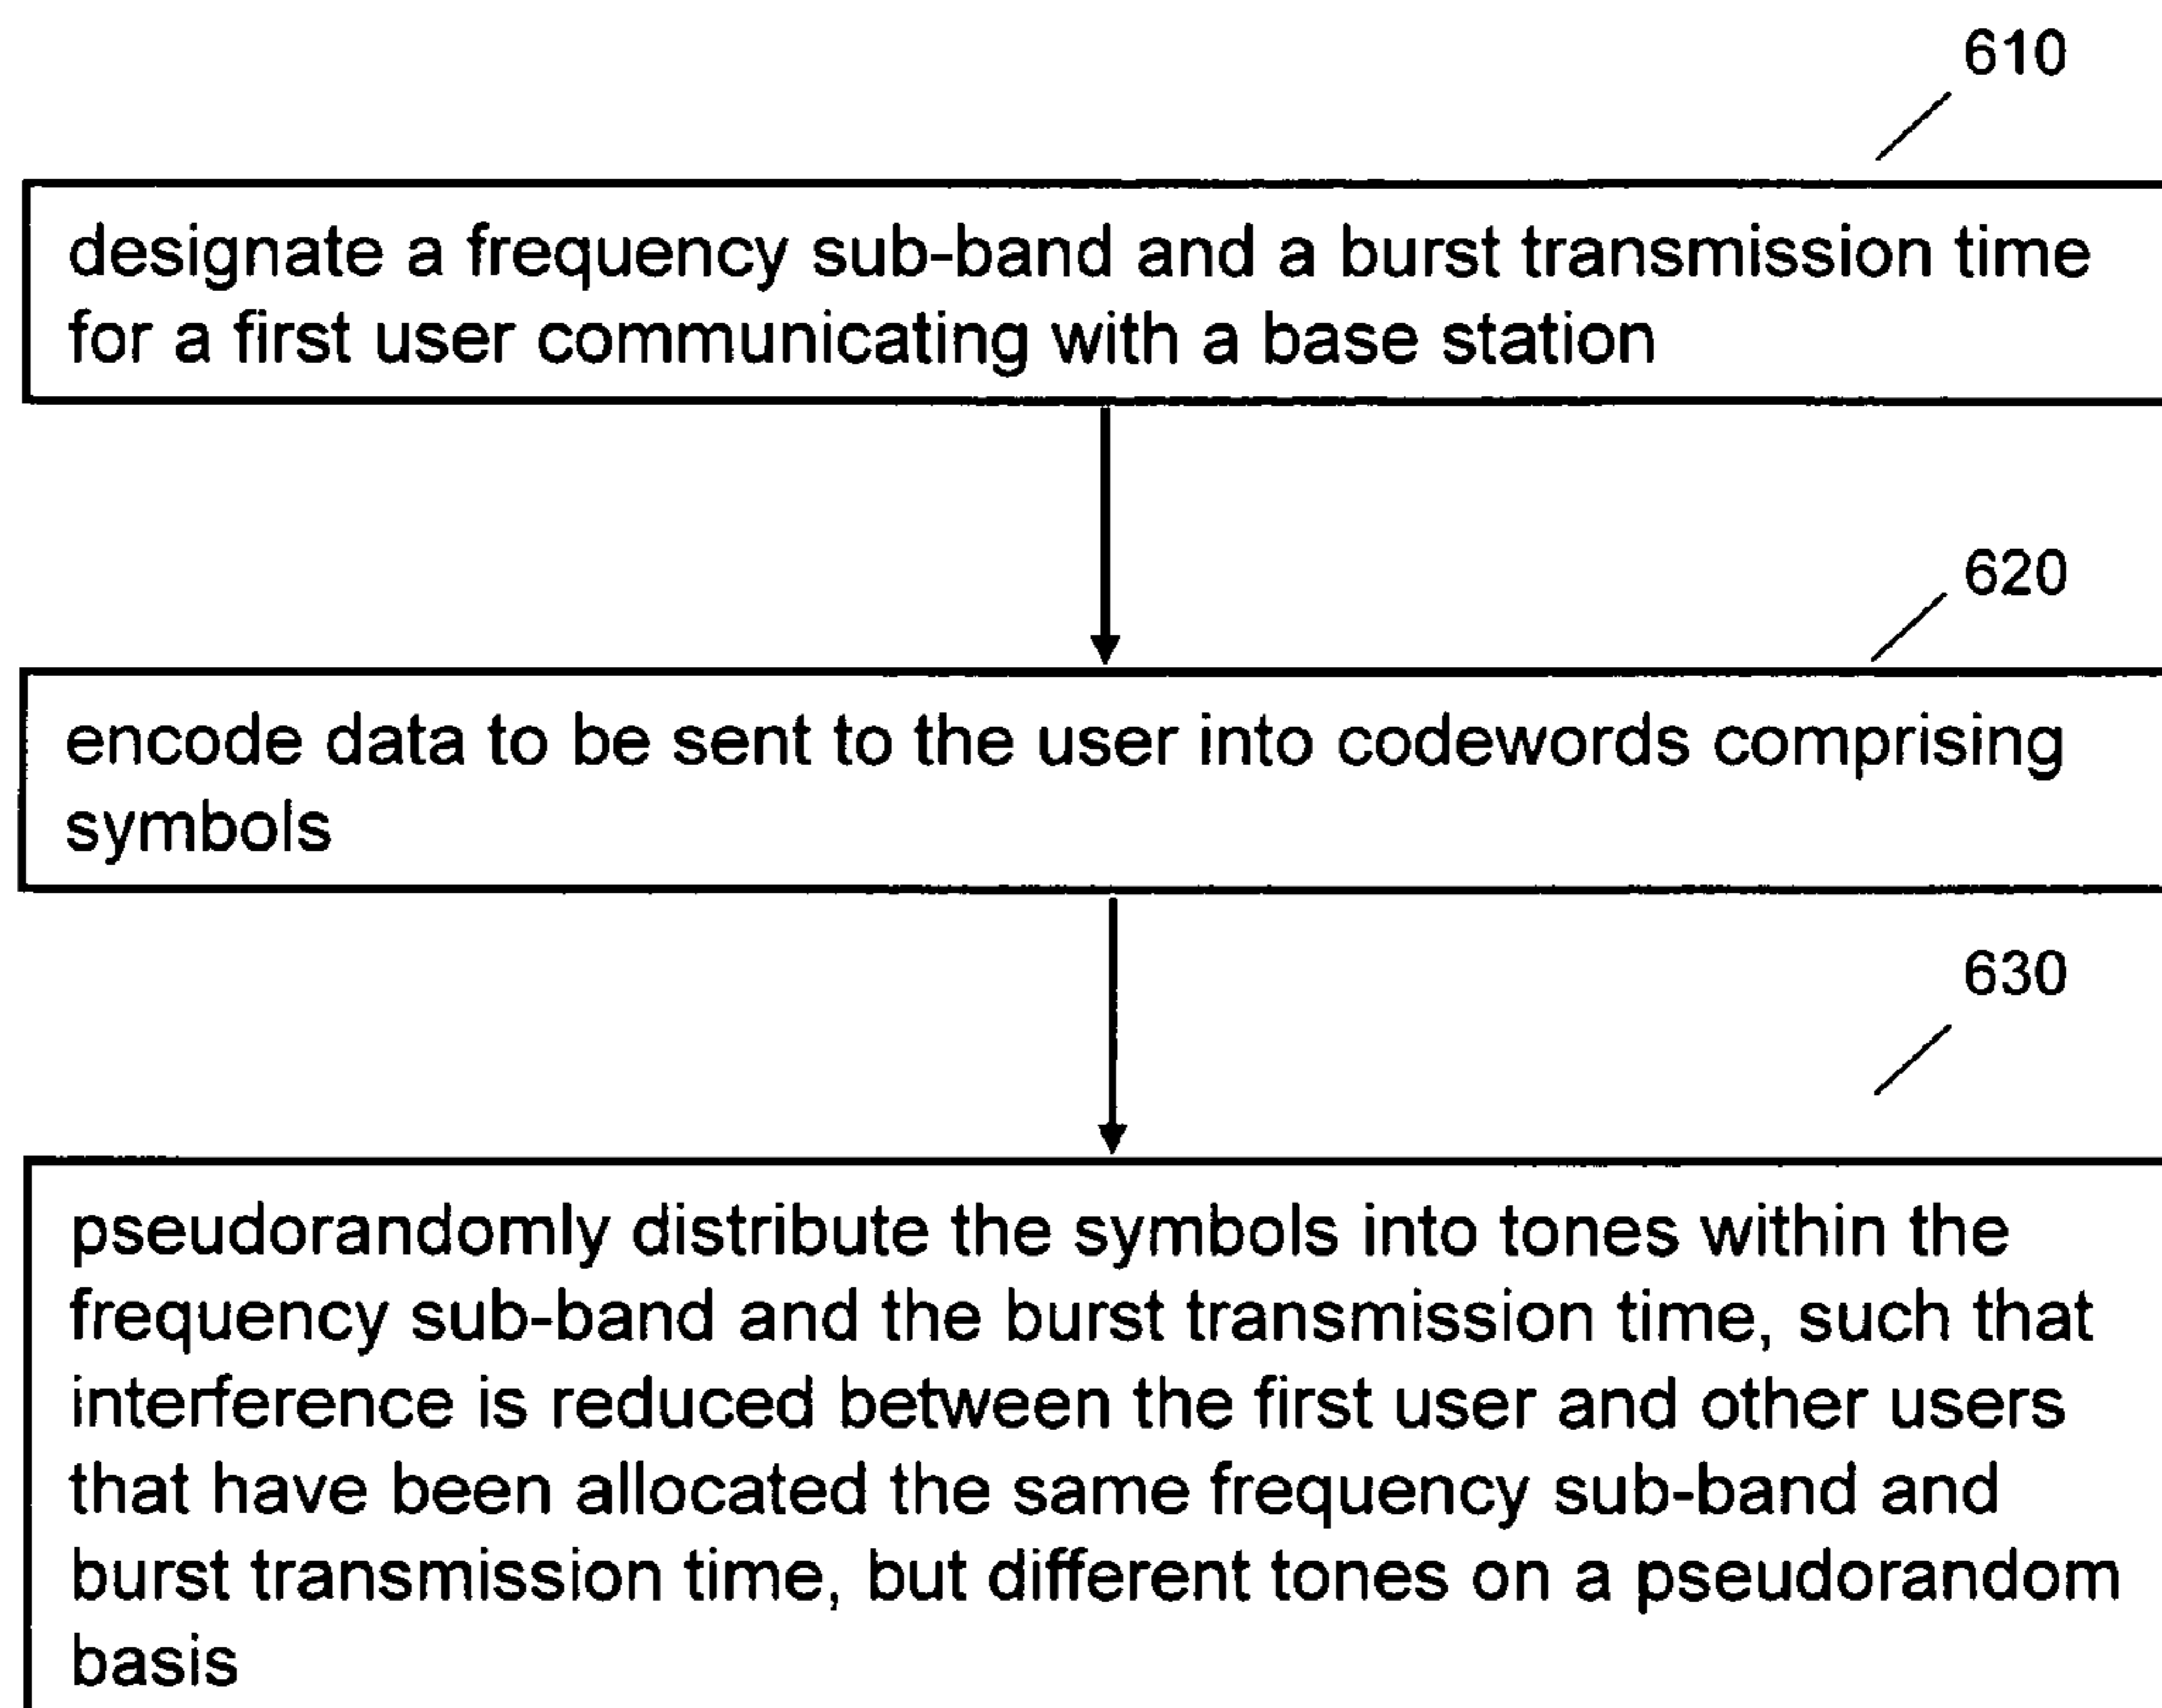 610
designate a frequency sub-band and a burst transmission time
for a first user communicating with a base station
620
encode data to be sent to the user into codewords comprising
symbols
630
pseudorandomly distribute the symbols into tones within the
frequency sub-band and the burst transmission time, such that
interference is reduced between the first user and other users
that have been allocated the same frequency sub-band and
burst transmission time, but different tones on a pseudorandom
basis